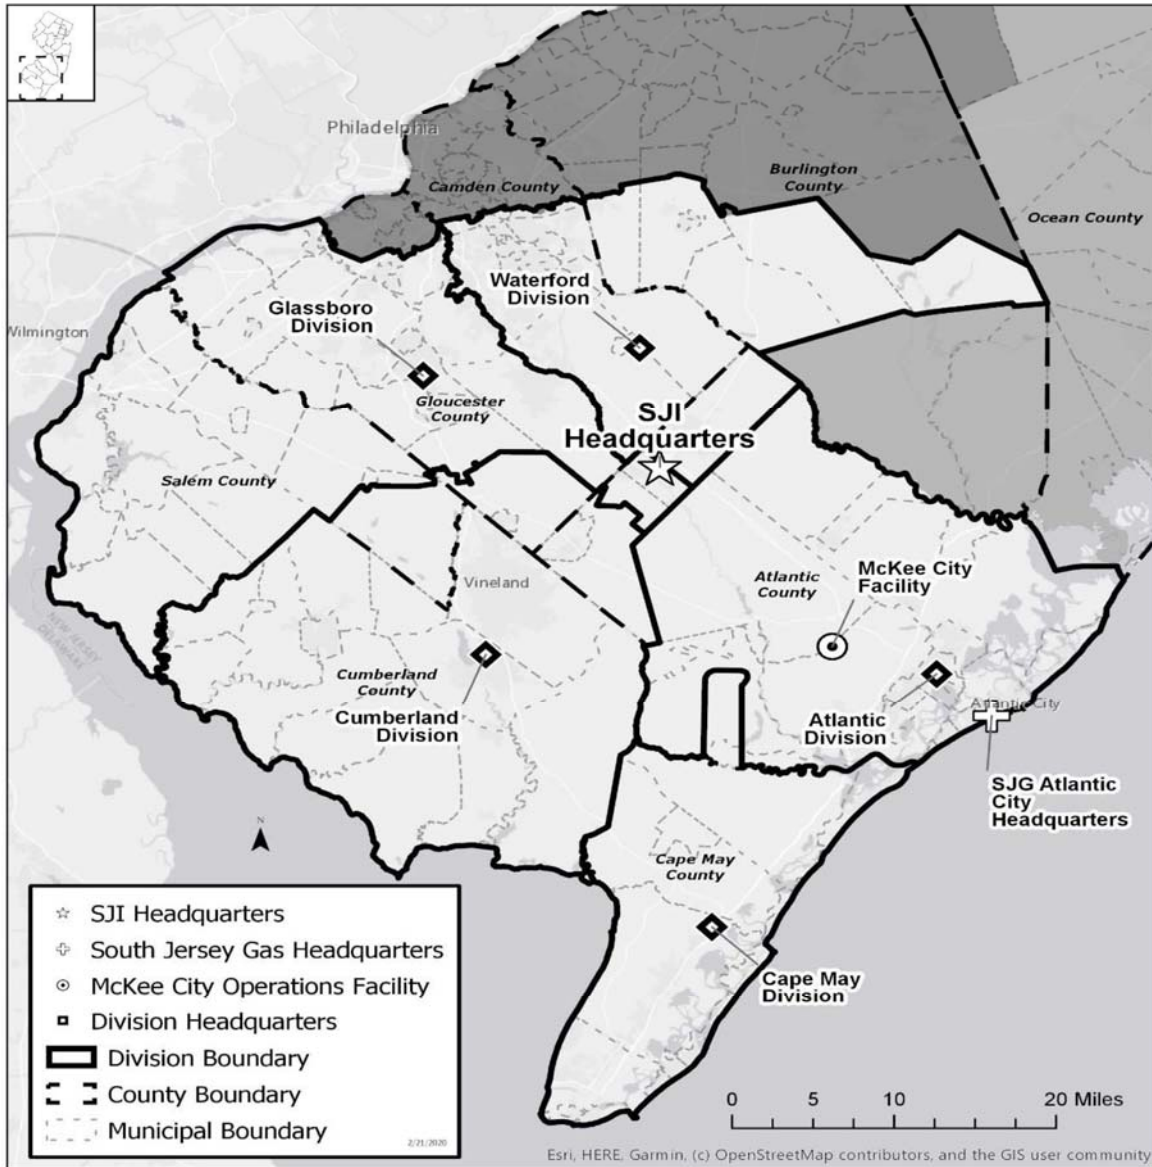 Philadelphia
Camden County
Burlington
County
Ocean County
Waterford
Division
Glassboro
Division
Wilmington
Gloucester
County
SJI
Headquarters
Salem County
McKee City
Facility
Atlantic
County
Vineland
Cumberland
County
Cumberland
Division
NEW JERSEY
DELAWARE
Atlantic City
Atlantic
Division
SJG Atlantic
City
Headquarters
N
Cape May
County
Cape May
Division
SJI Headquarters
South Jersey Gas Headquarters
McKee City Operations Facility
Division Headquarters
Division Boundary
County Boundary
Municipal Boundary
2/21/2020
0 5 10 20 Miles
Esri, HERE, Garmin, (c) OpenStreetMap contributors, and the GIS user community